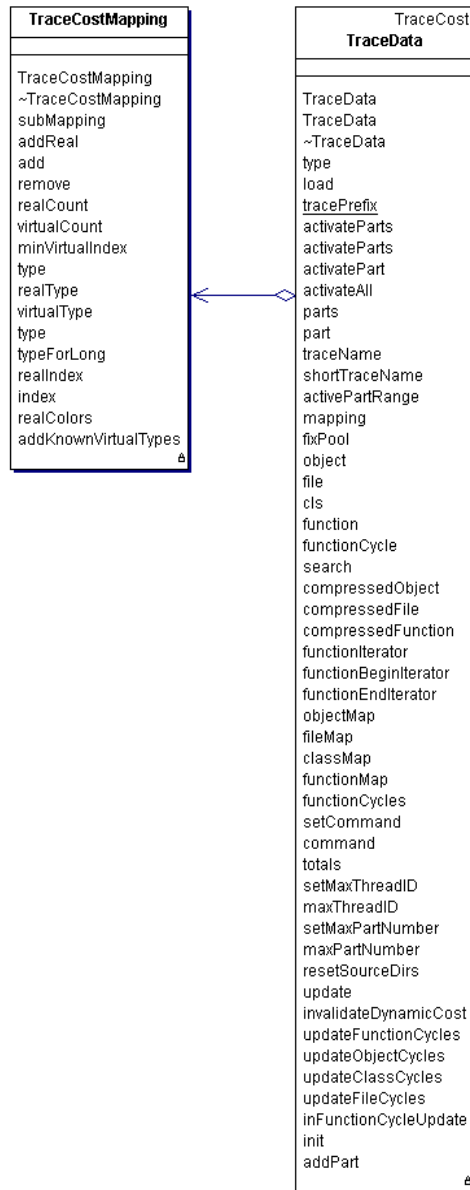 TraceCostMapping
TraceCostMapping
~TraceCostMapping
subMapping
addReal
add
remove
realCount
virtualCount
minVirtualIndex
type
realType
virtualType
type
typeForLong
realIndex
index
realColors
addKnownVirtualTypes
TraceCost
TraceData
TraceData
TraceData
~TraceData
type
load
tracePrefix
activateParts
activateParts
activatePart
activateAll
parts
part
traceName
shortTraceName
activePartRange
mapping
fixPool
object
file
cls
function
functionCycle
search
compressedObject
compressedFile
compressedFunction
functionIterator
functionBeginIterator
functionEndIterator
objectMap
fileMap
classMap
functionMap
functionCycles
setCommand
command
totals
setMaxThreadID
maxThreadID
setMaxPartNumber
maxPartNumber
resetSourceDirs
update
invalidateDynamicCost
updateFunctionCycles
updateObjectCycles
updateClassCycles
updateFileCycles
inFunctionCycleUpdate
init
addPart